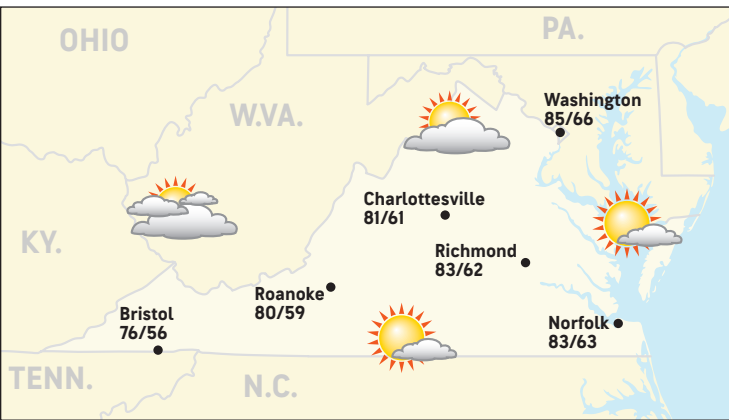 OHIO
PA.
W.VA.
Washington
85/66
Charlottesville
81/61
KY.
Richmond
83/62
Roanoke
80/59
Bristol
76/56
Norfolk
83/63
TENN.
N.C.